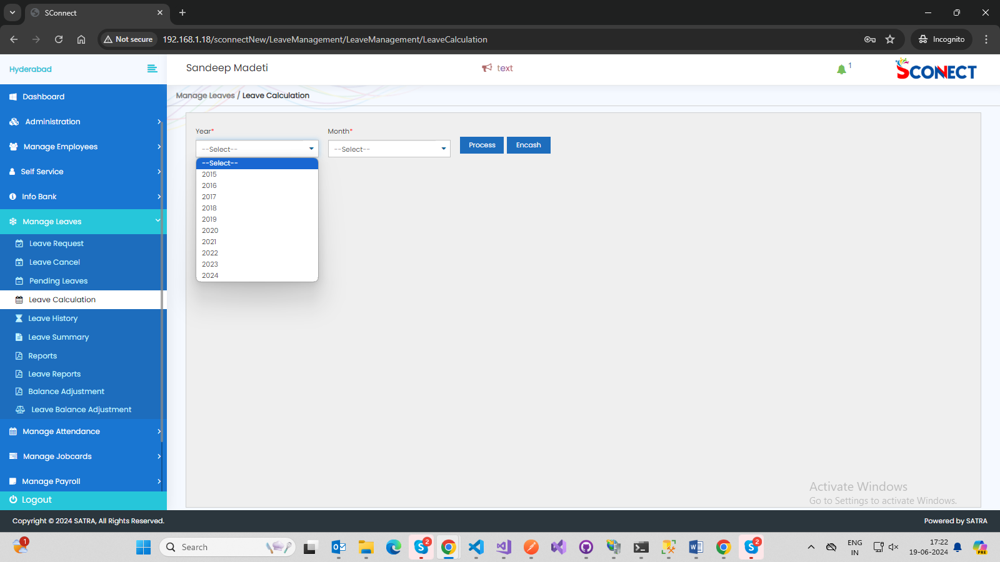 SConnect
Not secure
192.168.1.18/sconnectNew/LeaveManagement/LeaveManagement/LeaveCalculation
Incognito
Hyderabad
Sandeep Madeti
text
1
SCONNECT
Manage Leaves / Leave Calculation
Dashboard
Administration
Manage Employees
Self Service
Info Bank
Manage Leaves
Leave Request
Leave Cancel
Pending Leaves
Leave Calculation
Leave History
Leave Summary
Reports
Leave Reports
Balance Adjustment
Leave Balance Adjustment
Manage Attendance
Manage Jobcards
Manage Payroll
Logout
Year*
Month*
--Select--
--Select--
Process
Encash
--Select--
2015
2016
2017
2018
2019
2020
2021
2022
2023
2024
Activate Windows
Go to Settings to activate Windows.
Copyright © 2024 SATRA, All Rights Reserved.
Powered by SATRA
1
Search
2
2
ENG
IN
17:22
19-06-2024
PRE